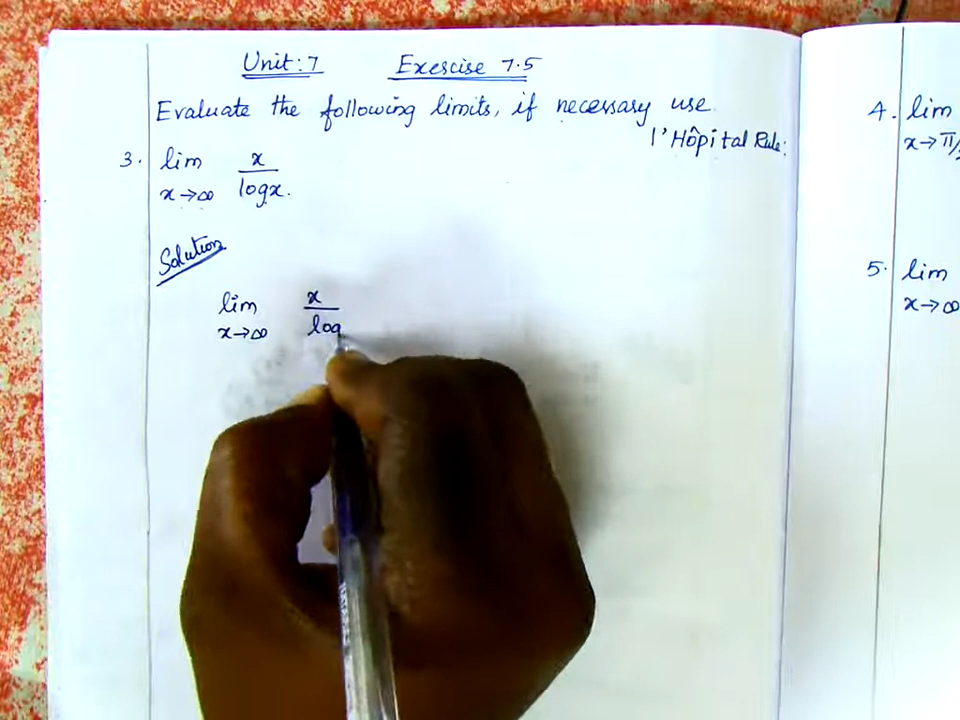 Unit:7 Exercise 7.5
Evaluate the following limits, if necessary use
l'Hôpital Rule:
3. lim x
x→∞ logx.
Solution
lim x
x→∞ log
4. lim
x→π/2
5. lim
x→∞